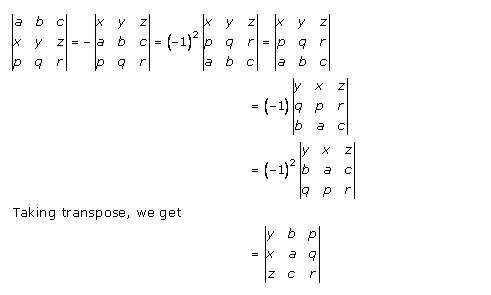 |a b c| |x y z| |x y z| |x y z|
|x y z| = - |a b c| = (-1)² |p q r| = |p q r|
|p q r| |p q r| |a b c| |a b c|
|y x z|
= (-1) |q p r|
|b a c|
|y x z|
= (-1)² |b a c|
|q p r|
Taking transpose, we get
|y b p|
= |x a q|
|z c r|